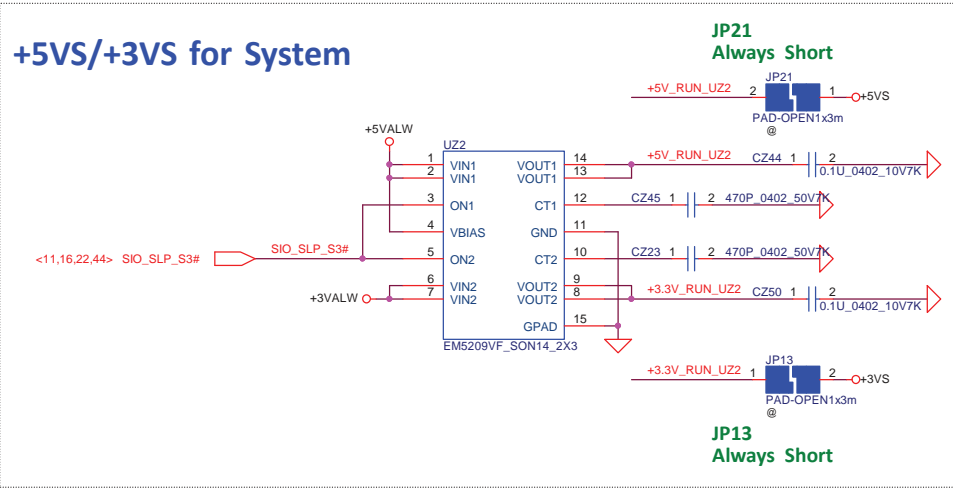 +5VS/+3VS for System
JP21
Always Short
JP21
+5V_RUN_UZ2
2
1
+5VS
PAD-OPEN1x3m
@
+5VALW
UZ2
1
VIN1
VOUT1
14
+5V_RUN_UZ2
CZ44
1
2
2
VIN1
VOUT1
13
0.1U_0402_10V7K
3
ON1
CT1
12
CZ45
1
2
470P_0402_50V7K
4
VBIAS
GND
11
<11,16,22,44>
SIO_SLP_S3#
SIO_SLP_S3#
5
ON2
CT2
10
CZ23
1
2
470P_0402_50V7K
+3VALW
6
VIN2
VOUT2
9
7
VIN2
VOUT2
8
+3.3V_RUN_UZ2
CZ50
1
2
0.1U_0402_10V7K
GPAD
15
EM5209VF_SON14_2X3
JP13
+3.3V_RUN_UZ2
1
2
+3VS
PAD-OPEN1x3m
@
JP13
Always Short